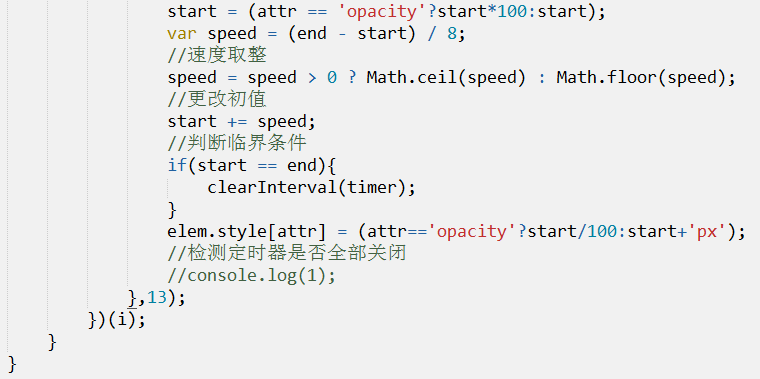 start = (attr == 'opacity'?start*100:start);
var speed = (end - start) / 8;
//速度取整
speed = speed > 0 ? Math.ceil(speed) : Math.floor(speed);
//更改初值
start += speed;
//判断临界条件
if(start == end){
clearInterval(timer);
}
elem.style[attr] = (attr=='opacity'?start/100:start+'px');
//检测定时器是否全部关闭
//console.log(1);
},13);
})(i);
}
}